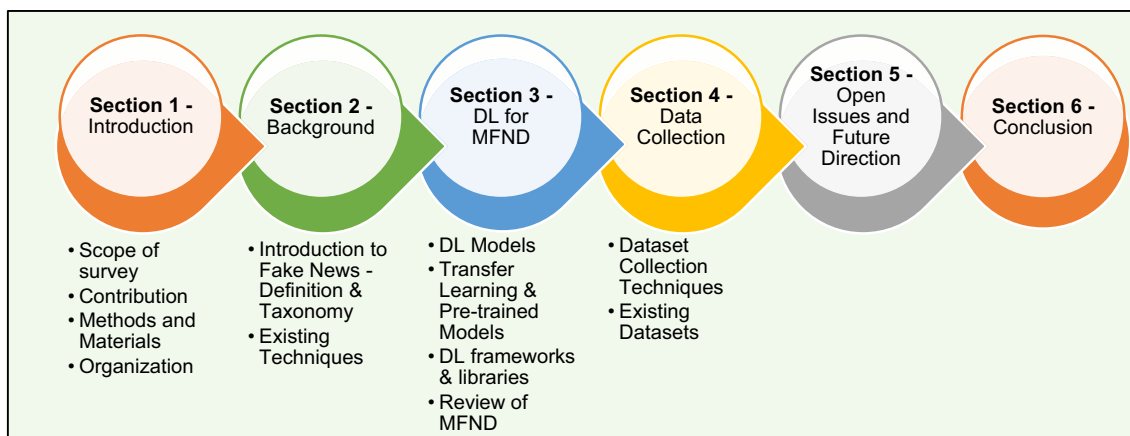 Section 1 -
Introduction
Section 2 -
Background
Section 3 -
DL for
MFND
Section 4 -
Data
Collection
Section 5 -
Open
Issues and
Future
Direction
Section 6 -
Conclusion
• Scope of
survey
• Contribution
• Methods and
Materials
• Organization
• Introduction to
Fake News -
Definition &
Taxonomy
• Existing
Techniques
• DL Models
• Transfer
Learning &
Pre-trained
Models
• DL frameworks
& libraries
• Review of
MFND
• Dataset
Collection
Techniques
• Existing
Datasets